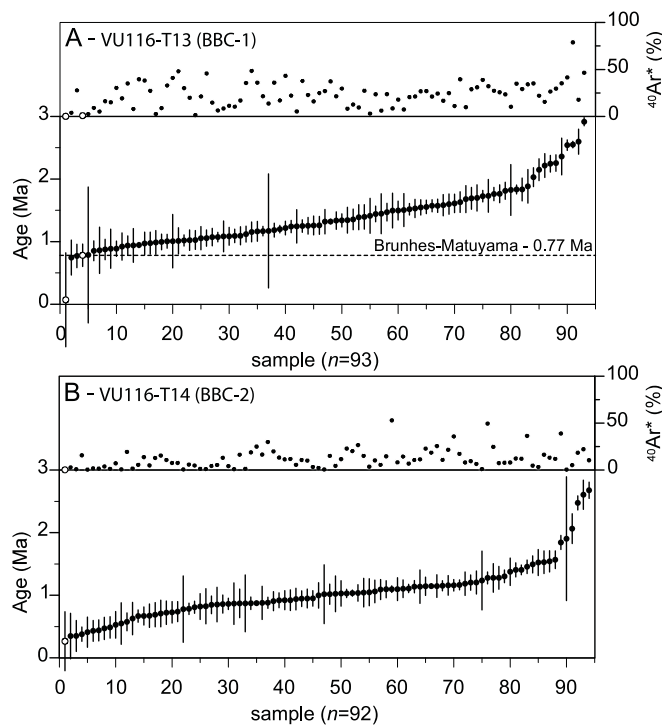 A - VU116-T13 (BBC-1)
100
50
0
⁴⁰Ar* (%)
3
2
1
0
Age (Ma)
Brunhes-Matuyama - 0.77 Ma
0 10 20 30 40 50 60 70 80 90
sample (n=93)
B - VU116-T14 (BBC-2)
100
50
0
⁴⁰Ar* (%)
3
2
1
0
Age (Ma)
0 10 20 30 40 50 60 70 80 90
sample (n=92)